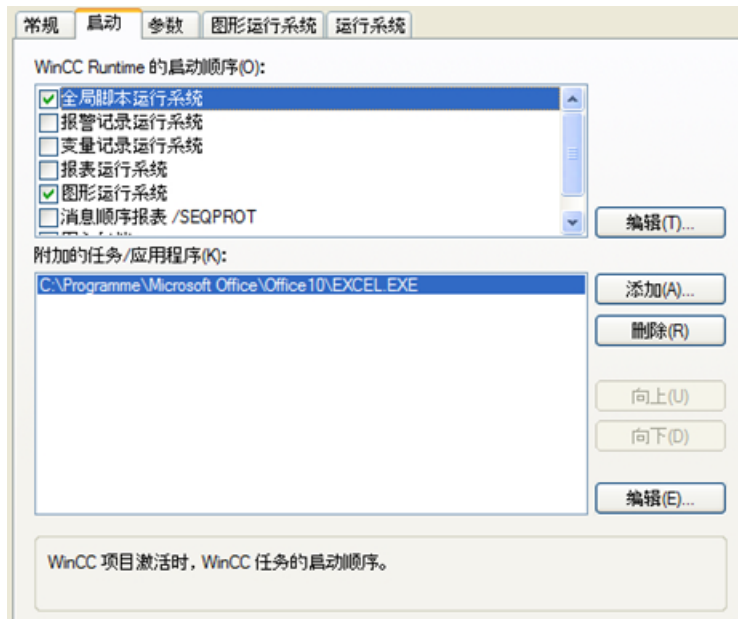 常规 启动 参数 图形运行系统 运行系统
WinCC Runtime 的启动顺序(O):
全局脚本运行系统
报警记录运行系统
变量记录运行系统
报表运行系统
图形运行系统
消息顺序报表 /SEQPROT
编辑(T)...
附加的任务/应用程序(K):
C:\Programme\Microsoft Office\Office10\EXCEL.EXE
添加(A)...
删除(R)
向上(U)
向下(D)
编辑(E)...
WinCC 项目激活时，WinCC 任务的启动顺序。